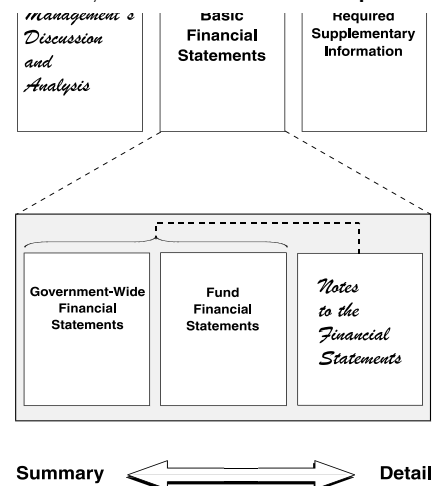 Management's
Discussion
and
Analysis
Basic
Financial
Statements
Required
Supplementary
Information
Government-Wide
Financial
Statements
Fund
Financial
Statements
Notes
to the
Financial
Statements
Summary
Detail